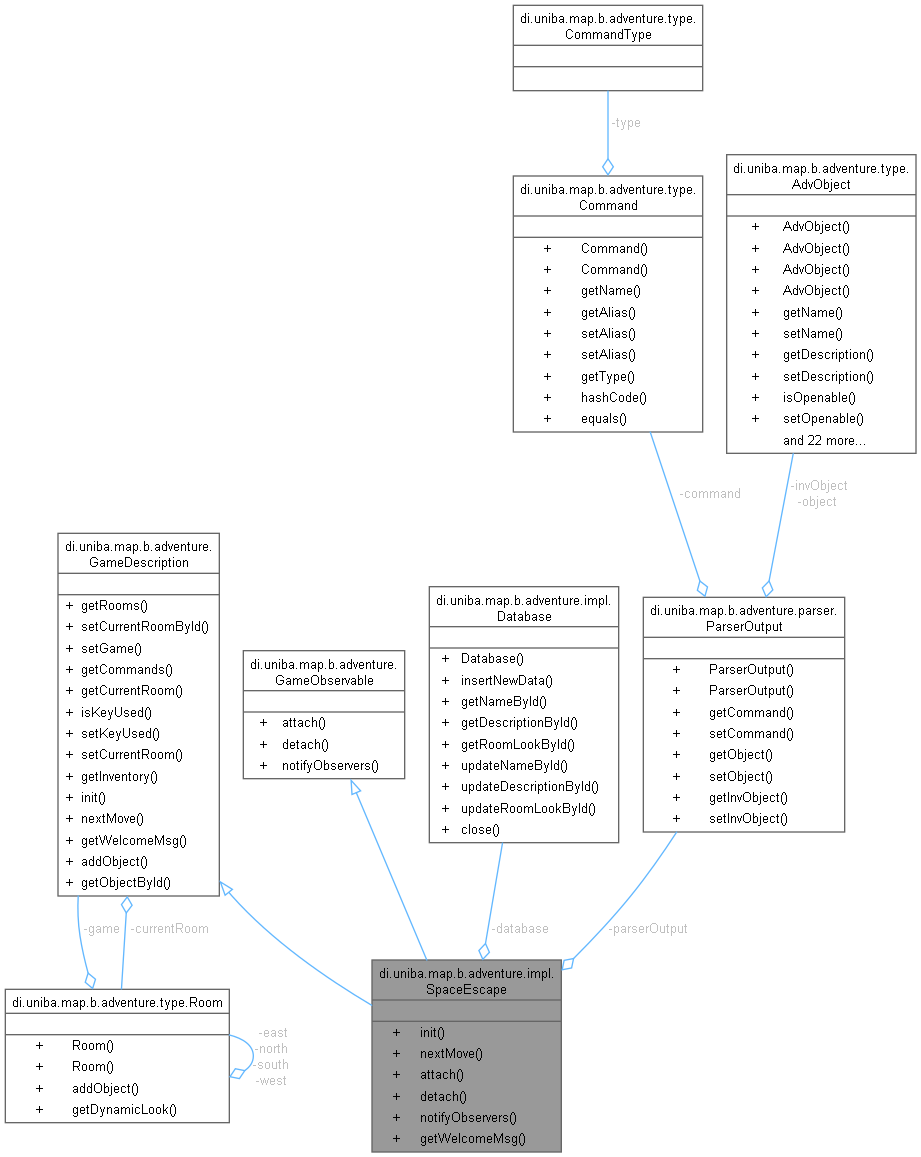 di.uniba.map.b.adventure.type.
CommandType
-type
di.uniba.map.b.adventure.type.
Command
+ Command()
+ Command()
+ getName()
+ getAlias()
+ setAlias()
+ setAlias()
+ getType()
+ hashCode()
+ equals()
di.uniba.map.b.adventure.type.
AdvObject
+ AdvObject()
+ AdvObject()
+ AdvObject()
+ AdvObject()
+ getName()
+ setName()
+ getDescription()
+ setDescription()
+ isOpenable()
+ setOpenable()
and 22 more...
-command
-invObject
-object
di.uniba.map.b.adventure.
GameDescription
+ getRooms()
+ setCurrentRoomById()
+ setGame()
+ getCommands()
+ getCurrentRoom()
+ isKeyUsed()
+ setKeyUsed()
+ setCurrentRoom()
+ getInventory()
+ init()
+ nextMove()
+ getWelcomeMsg()
+ addObject()
+ getObjectById()
di.uniba.map.b.adventure.
GameObservable
+ attach()
+ detach()
+ notifyObservers()
di.uniba.map.b.adventure.impl.
Database
+ Database()
+ insertNewData()
+ getNameById()
+ getDescriptionById()
+ getRoomLookById()
+ updateNameById()
+ updateDescriptionById()
+ updateRoomLookById()
+ close()
di.uniba.map.b.adventure.parser.
ParserOutput
+ ParserOutput()
+ ParserOutput()
+ getCommand()
+ setCommand()
+ getObject()
+ setObject()
+ getInvObject()
+ setInvObject()
-game
-currentRoom
-database
-parserOutput
di.uniba.map.b.adventure.type.Room
+ Room()
+ Room()
+ addObject()
+ getDynamicLook()
-east
-north
-south
-west
di.uniba.map.b.adventure.impl.
SpaceEscape
+ init()
+ nextMove()
+ attach()
+ detach()
+ notifyObservers()
+ getWelcomeMsg()